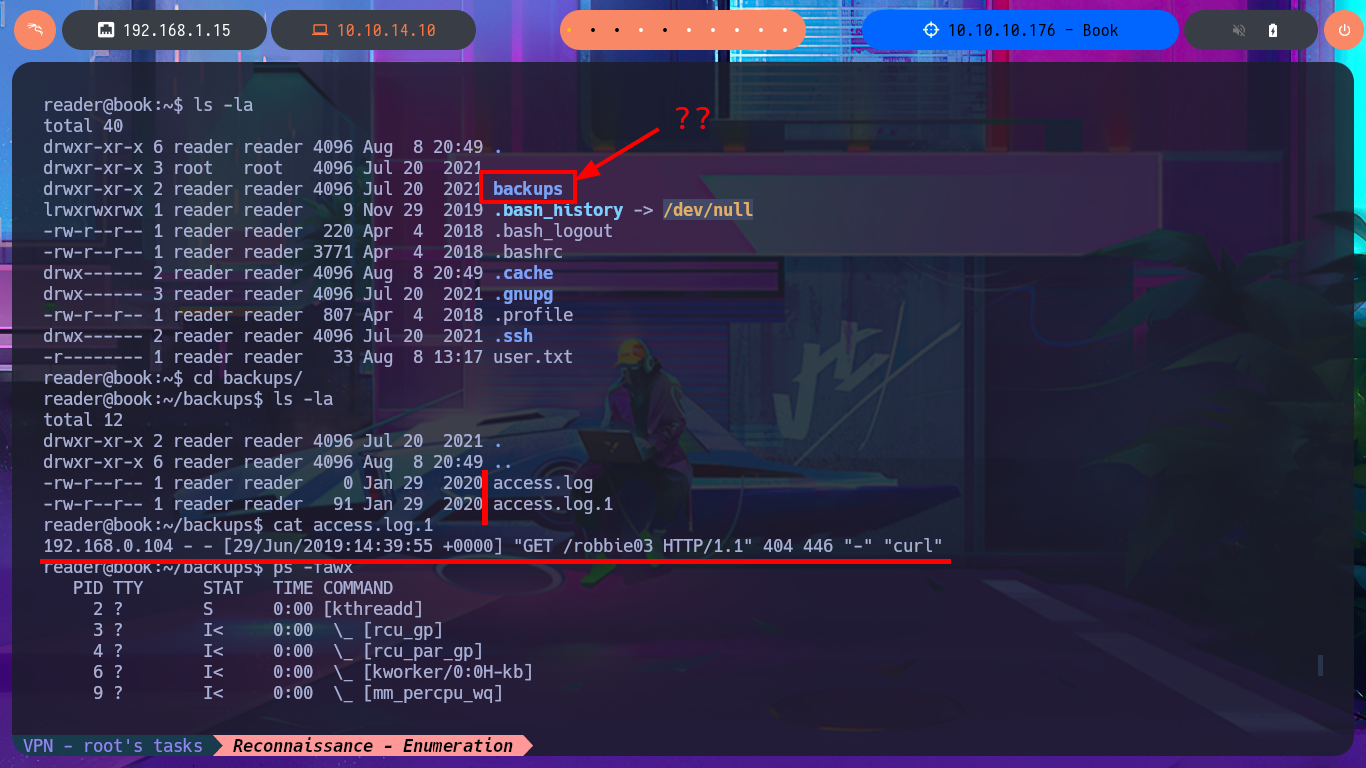 192.168.1.15 10.10.14.10 10.10.10.176 - Book
reader@book:~$ ls -la
??
total 40
drwxr-xr-x 6 reader reader 4096 Aug  8 20:49 .
drwxr-xr-x 3 root   root   4096 Jul 20  2021
drwxr-xr-x 2 reader reader 4096 Jul 20  2021 backups
lrwxrwxrwx 1 reader reader    9 Nov 29  2019 .bash_history -> /dev/null
-rw-r--r-- 1 reader reader  220 Apr  4  2018 .bash_logout
-rw-r--r-- 1 reader reader 3771 Apr  4  2018 .bashrc
drwx------ 2 reader reader 4096 Aug  8 20:49 .cache
drwx------ 3 reader reader 4096 Jul 20  2021 .gnupg
-rw-r--r-- 1 reader reader  807 Apr  4  2018 .profile
drwx------ 2 reader reader 4096 Jul 20  2021 .ssh
-r-------- 1 reader reader   33 Aug  8 13:17 user.txt
reader@book:~$ cd backups/
reader@book:~/backups$ ls -la
total 12
drwxr-xr-x 2 reader reader 4096 Jul 20  2021 .
drwxr-xr-x 6 reader reader 4096 Aug  8 20:49 ..
-rw-r--r-- 1 reader reader    0 Jan 29  2020 access.log
-rw-r--r-- 1 reader reader   91 Jan 29  2020 access.log.1
reader@book:~/backups$ cat access.log.1
192.168.0.104 - - [29/Jun/2019:14:39:55 +0000] "GET /robbie03 HTTP/1.1" 404 446 "-" "curl"
reader@book:~/backups$ ps -fawx
   PID TTY      STAT   TIME COMMAND
     2 ?        S      0:00 [kthreadd]
     3 ?        I<     0:00  \_ [rcu_gp]
     4 ?        I<     0:00  \_ [rcu_par_gp]
     6 ?        I<     0:00  \_ [kworker/0:0H-kb]
     9 ?        I<     0:00  \_ [mm_percpu_wq]
VPN - root's tasks Reconnaissance - Enumeration